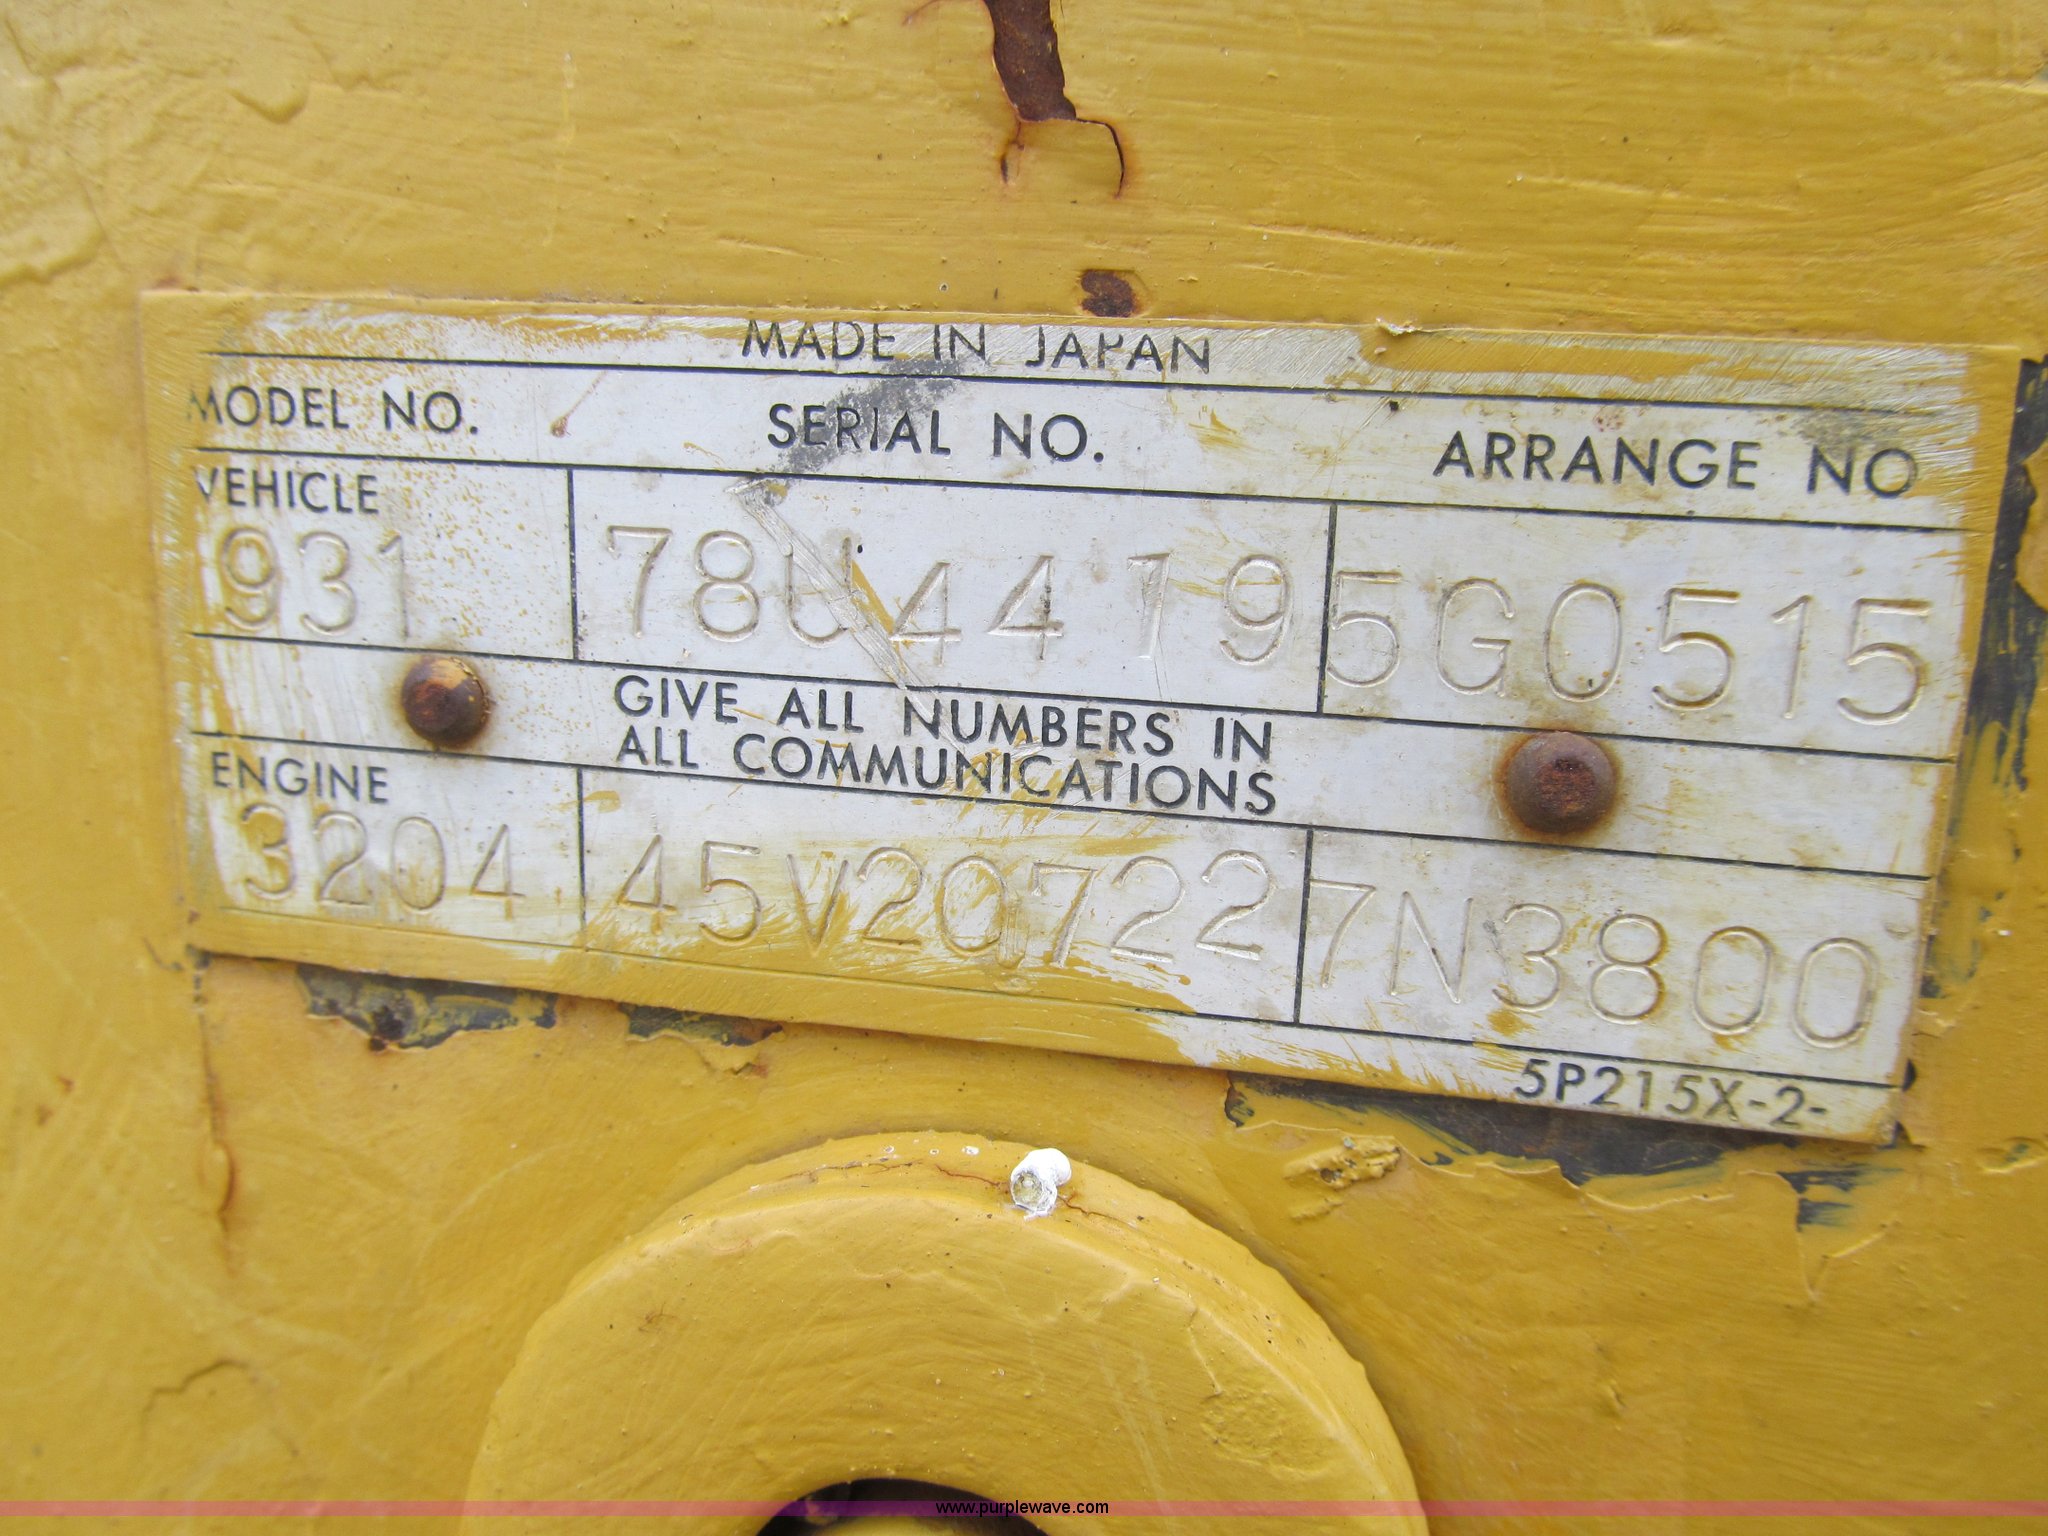 MADE IN JAPAN
MODEL NO. SERIAL NO. ARRANGE NO
VEHICLE
931 78U4419 5G0515
GIVE ALL NUMBERS IN
ALL COMMUNICATIONS
ENGINE
3204 45V20722 7N3800
5P215X-2-
www.purplewave.com